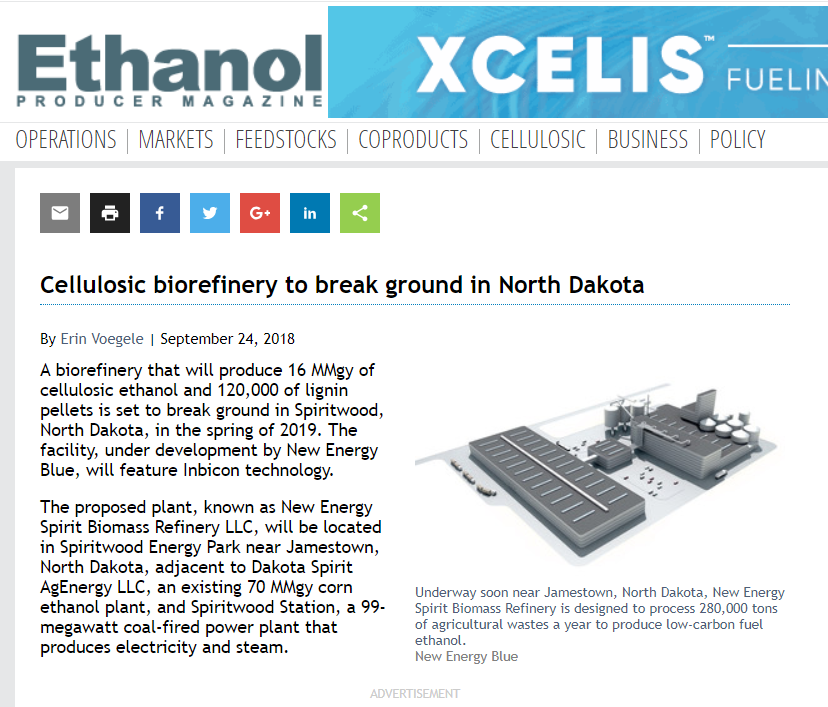 Ethanol
PRODUCER MAGAZINE
XCELIS™
OPERATIONS | MARKETS | FEEDSTOCKS | COPRODUCTS | CELLULOSIC | BUSINESS | POLICY
f
G+
in
Cellulosic biorefinery to break ground in North Dakota
By Erin Voegele | September 24, 2018
A biorefinery that will produce 16 MMgy of
cellulosic ethanol and 120,000 of lignin
pellets is set to break ground in Spiritwood,
North Dakota, in the spring of 2019. The
facility, under development by New Energy
Blue, will feature Inbicon technology.
The proposed plant, known as New Energy
Spirit Biomass Refinery LLC, will be located
in Spiritwood Energy Park near Jamestown,
North Dakota, adjacent to Dakota Spirit
AgEnergy LLC, an existing 70 MMgy corn
ethanol plant, and Spiritwood Station, a 99-
megawatt coal-fired power plant that
produces electricity and steam.
Underway soon near Jamestown, North Dakota, New Energy
Spirit Biomass Refinery is designed to process 280,000 tons
of agricultural wastes a year to produce low-carbon fuel
ethanol.
New Energy Blue
ADVERTISEMENT